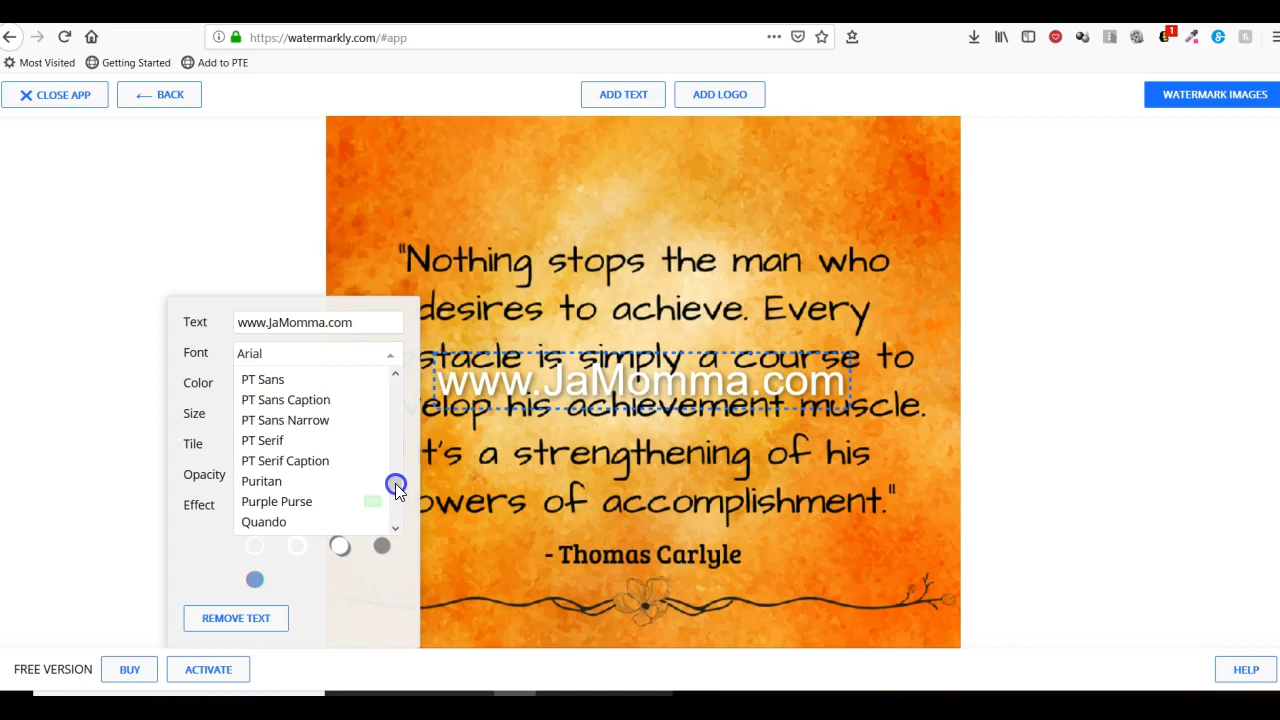 https://watermarkly.com/#app
1
Most Visited
Getting Started
Add to PTE
CLOSE APP
BACK
ADD TEXT
ADD LOGO
WATERMARK IMAGES
"Nothing stops the man who
desires to achieve. Every
stacle is simply a course to
velop his achievement muscle.
t's a strengthening of his
owers of accomplishment."
- Thomas Carlyle
www.JaMomma.com
Text
www.JaMomma.com
Font
Arial
Color
Size
Tile
Opacity
Effect
PT Sans
PT Sans Caption
PT Sans Narrow
PT Serif
PT Serif Caption
Puritan
Purple Purse
Quando
REMOVE TEXT
FREE VERSION
BUY
ACTIVATE
HELP